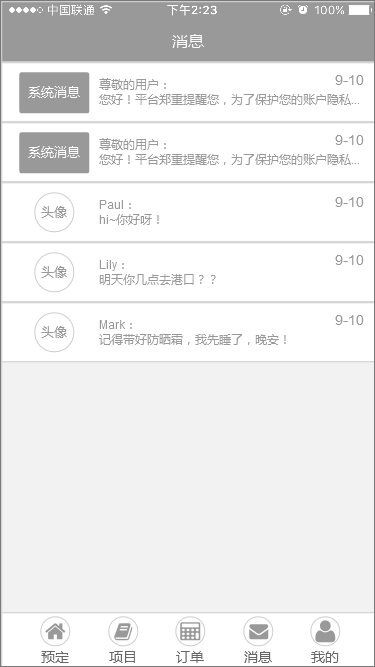 中国联通 下午2:23 100%
消息
系统消息 尊敬的用户： 9-10
您好！平台郑重提醒您，为了保护您的账户隐私...
系统消息 尊敬的用户： 9-10
您好！平台郑重提醒您，为了保护您的账户隐私...
头像 Paul： 9-10
hi~你好呀！
头像 Lily： 9-10
明天你几点去港口？？
头像 Mark： 9-10
记得带好防晒霜，我先睡了，晚安！
预定 项目 订单 消息 我的